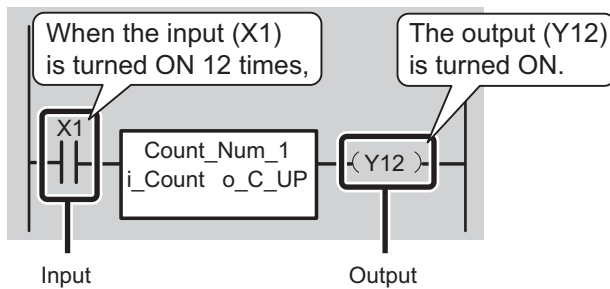 When the input (X1)
is turned ON 12 times,
The output (Y12)
is turned ON.
X1
Count_Num_1
i_Count o_C_UP
( Y12 )
Input
Output